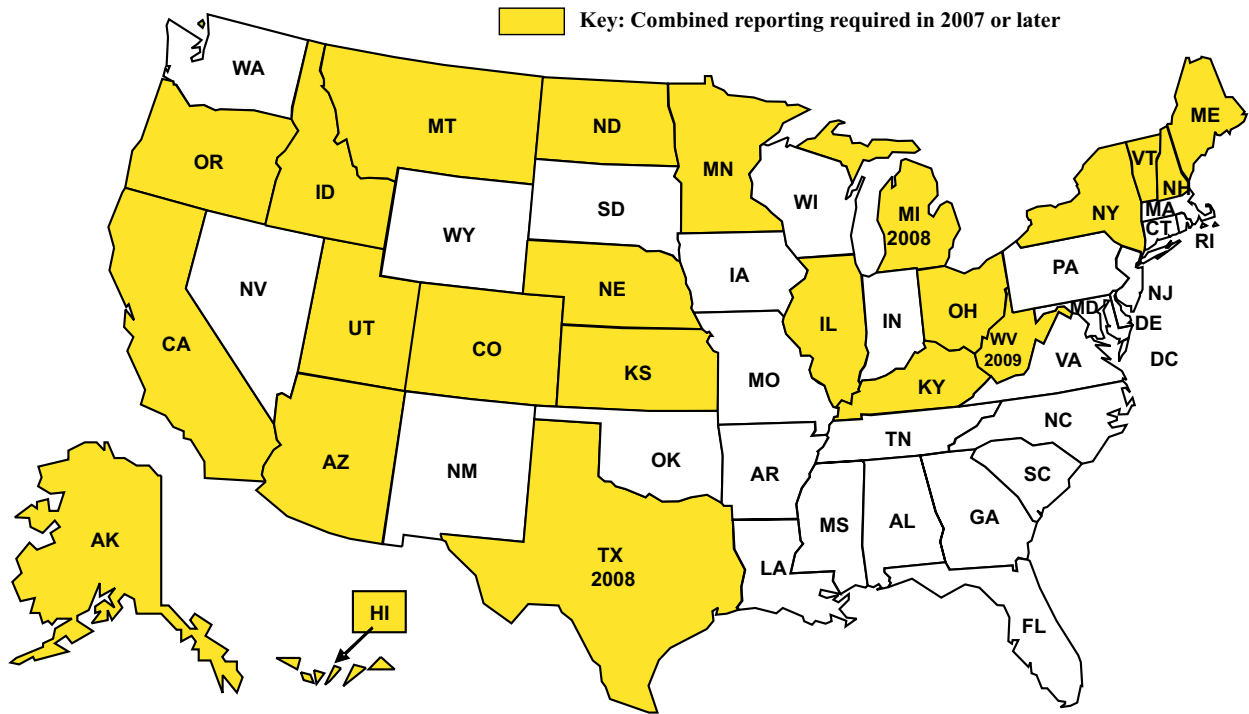 Key: Combined reporting required in 2007 or later
WA
MT
ND
MN
ME
VT
OR
ID
NH
SD
WI
MI
2008
NY
MA
CT
RI
WY
IA
PA
NV
NE
NJ
UT
CO
IL
IN
OH
MD
DE
CA
WV
2009
VA
DC
KS
MO
KY
NC
AZ
NM
OK
TN
AR
SC
MS
AL
GA
AK
TX
2008
LA
HI
FL